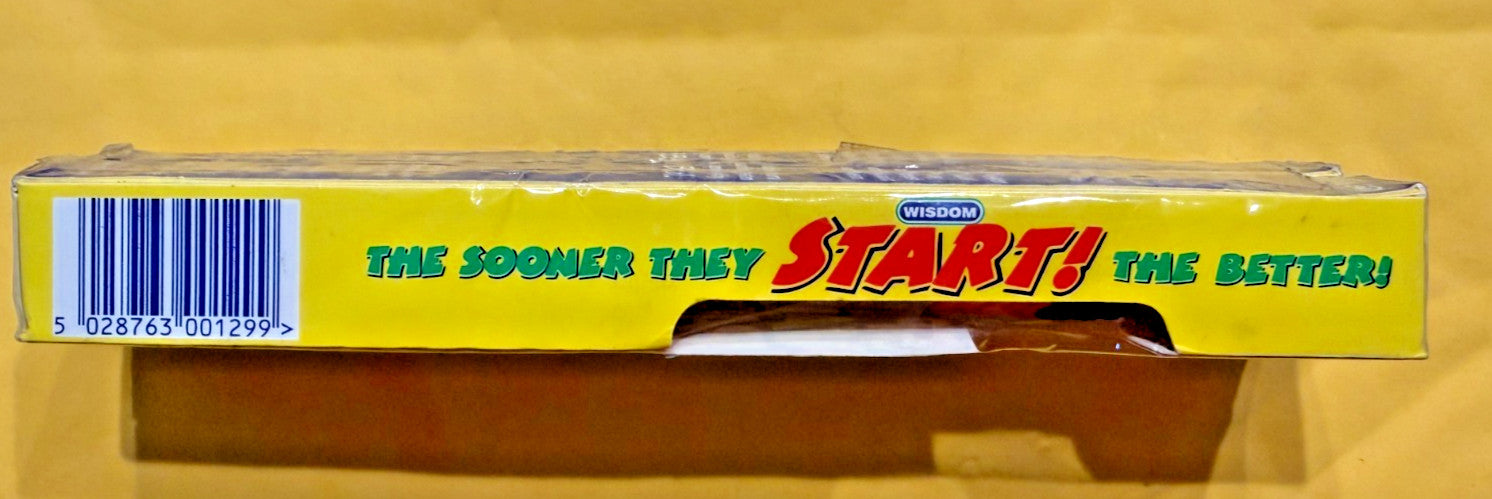 WISDOM
THE SOONER THEY START! THE BETTER!
5 028763 001299 >